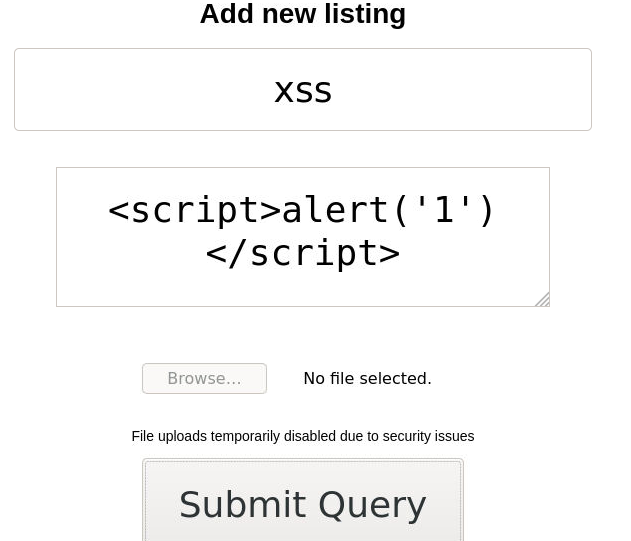 Add new listing
xss
<script>alert('1')
</script>
Browse...
No file selected.
File uploads temporarily disabled due to security issues
Submit Query